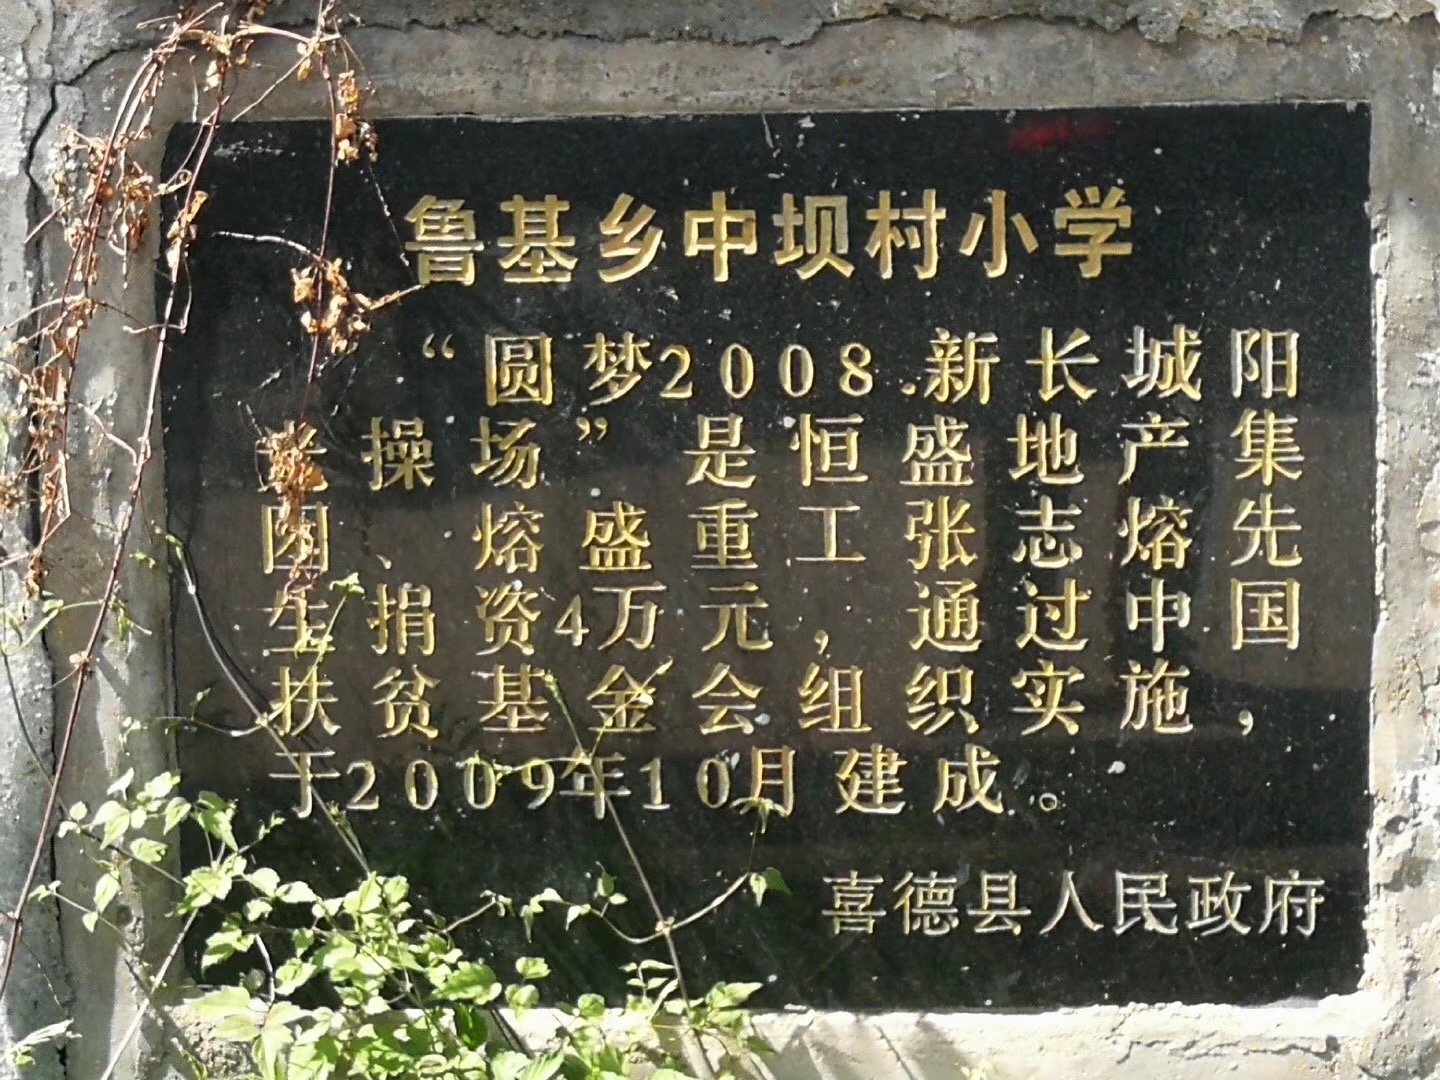 鲁基乡中坝村小学
“圆梦2008.新长城阳
光操场”是恒盛地产集
团、熔盛重工张志熔先
生捐资4万元，通过中国
扶贫基金会组织实施，
于2009年10月建成。
喜德县人民政府